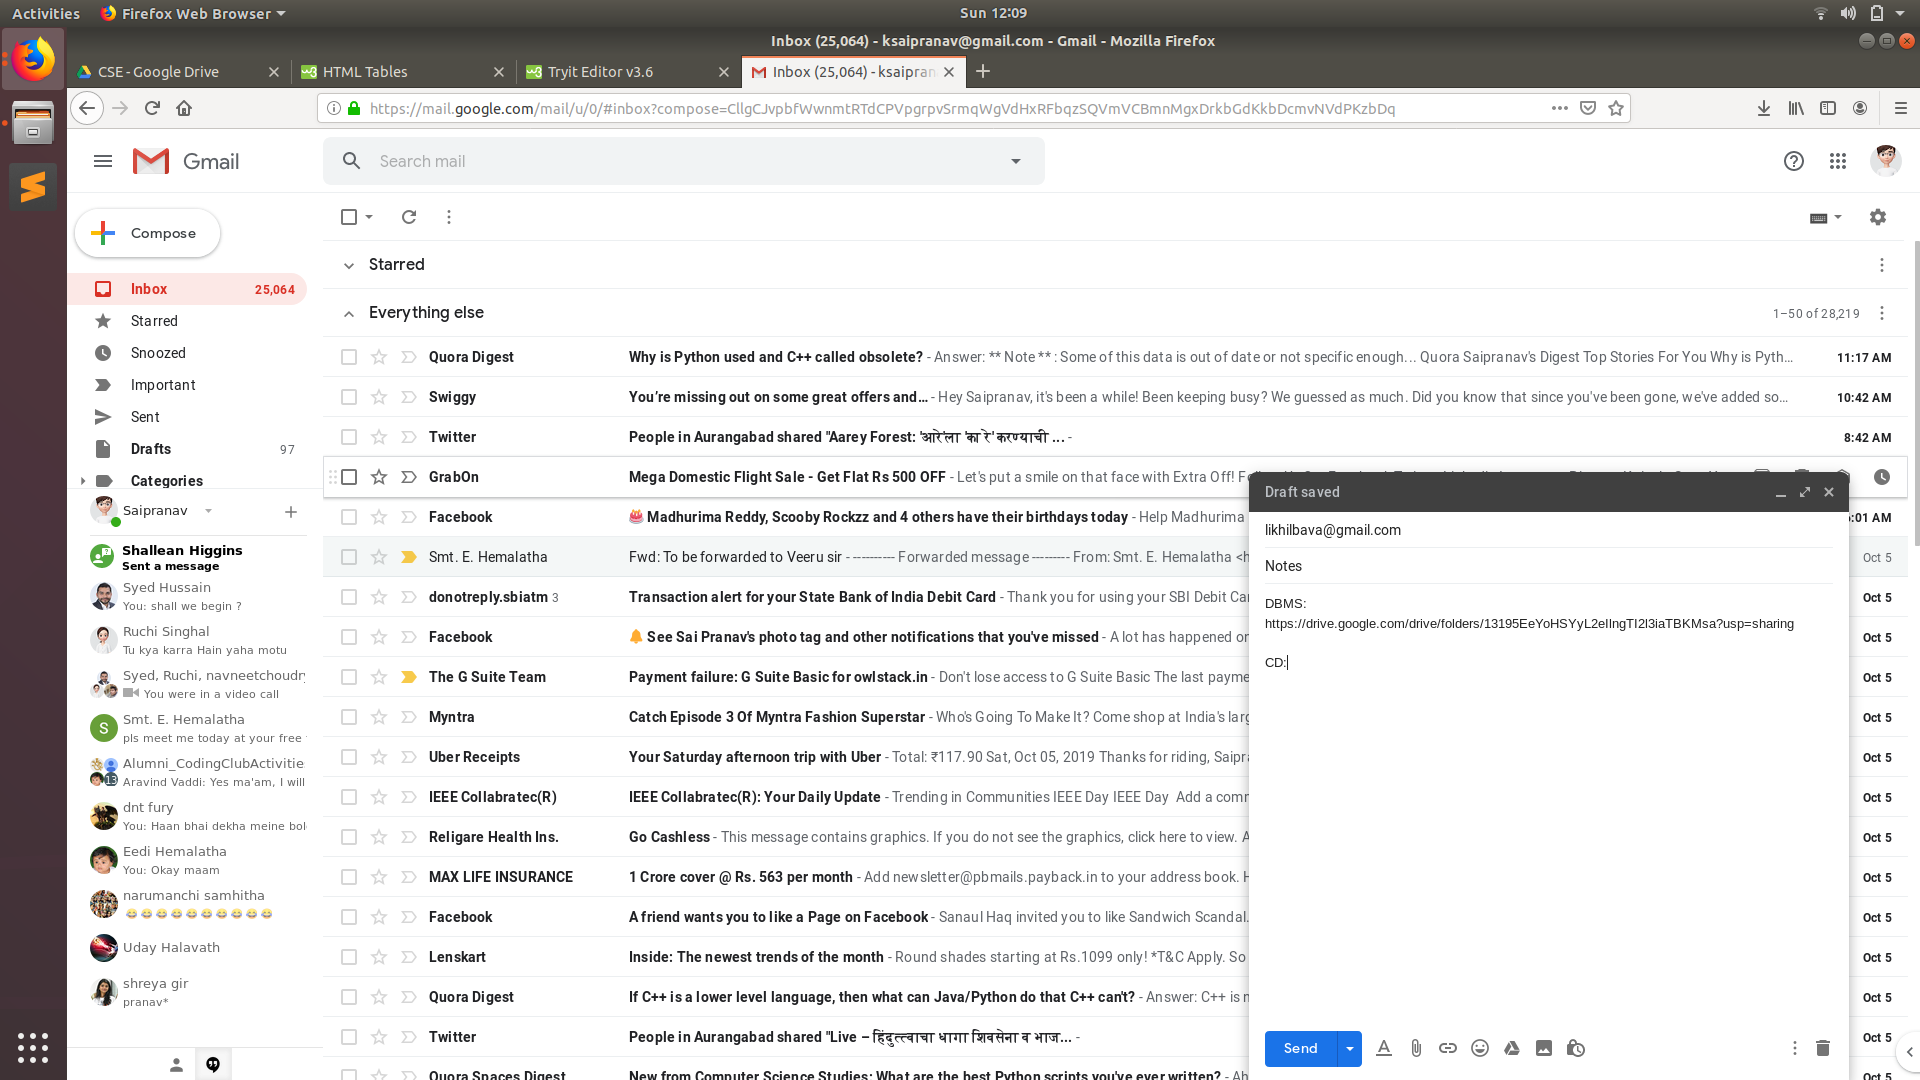 Activities
Firefox Web Browser
Sun 12:09
Inbox (25,064) - ksaipranav@gmail.com - Gmail - Mozilla Firefox
CSE - Google Drive
HTML Tables
Tryit Editor v3.6
Inbox (25,064) - ksaipran
https://mail.google.com/mail/u/0/#inbox?compose=CllgCJvpbfWwnmtRTdCPVpgrpvSrmqWgVdHxRFbqzSQVmVCBmnMgxDrkbGdKkbDcmvNVdPKzbDq
Gmail
Search mail
Compose
Inbox 25,064
Starred
Snoozed
Important
Sent
Drafts 97
Categories
Saipranav
Shallean Higgins
Sent a message
Syed Hussain
You: shall we begin ?
Ruchi Singhal
Tu kya karra Hain yaha motu
Syed, Ruchi, navneetchoudry
You were in a video call
S
Smt. E. Hemalatha
pls meet me today at your free
Alumni_CodingClubActivitie
13
Aravind Vaddi: Yes ma'am, I will
dnt fury
You: Haan bhai dekha meine bol
Eedi Hemalatha
You: Okay maam
narumanchi samhitha
😂😂😂😂😂😂😂😂😂😂
Uday Halavath
shreya gir
pranav*
Starred
Everything else
1–50 of 28,219
Quora Digest Why is Python used and C++ called obsolete? - Answer: ** Note ** : Some of this data is out of date or not specific enough... Quora Saipranav's Digest Top Stories For You Why is Pyth... 11:17 AM
Swiggy You're missing out on some great offers and… - Hey Saipranav, it's been a while! Been keeping busy? We guessed as much. Did you know that since you've been gone, we've added so... 10:42 AM
Twitter People in Aurangabad shared "Aarey Forest: 'आरे'ला 'का रे' करण्याची ... - 8:42 AM
GrabOn Mega Domestic Flight Sale - Get Flat Rs 500 OFF - Let's put a smile on that face with Extra Off!
Facebook 🎂 Madhurima Reddy, Scooby Rockzz and 4 others have their birthdays today - Help Madhurima :01 AM
Smt. E. Hemalatha Fwd: To be forwarded to Veeru sir - ---------- Forwarded message --------- From: Smt. E. Hemalatha <h Oct 5
donotreply.sbiatm 3 Transaction alert for your State Bank of India Debit Card - Thank you for using your SBI Debit Car Oct 5
Facebook 🔔 See Sai Pranav's photo tag and other notifications that you've missed - A lot has happened on Oct 5
The G Suite Team Payment failure: G Suite Basic for owlstack.in - Don't lose access to G Suite Basic The last payme Oct 5
Myntra Catch Episode 3 Of Myntra Fashion Superstar - Who's Going To Make It? Come shop at India's larg Oct 5
Uber Receipts Your Saturday afternoon trip with Uber - Total: ₹117.90 Sat, Oct 05, 2019 Thanks for riding, Saipra Oct 5
IEEE Collabratec(R) IEEE Collabratec(R): Your Daily Update - Trending in Communities IEEE Day IEEE Day Add a comm Oct 5
Religare Health Ins. Go Cashless - This message contains graphics. If you do not see the graphics, click here to view. A Oct 5
MAX LIFE INSURANCE 1 Crore cover @ Rs. 563 per month - Add newsletter@pbmails.payback.in to your address book. H Oct 5
Facebook A friend wants you to like a Page on Facebook - Sanaul Haq invited you to like Sandwich Scandal. Oct 5
Lenskart Inside: The newest trends of the month - Round shades starting at Rs.1099 only! *T&C Apply. So Oct 5
Quora Digest If C++ is a lower level language, then what can Java/Python do that C++ can't? - Answer: C++ is n Oct 5
Twitter People in Aurangabad shared "Live – हिंदुत्त्वाचा धागा शिवसेना व भाज... - Oct 5
Quora Spaces Digest New from Computer Science Studies: What are the best Python scripts you've ever written? - Ah Oct 5
Draft saved
likhilbava@gmail.com
Notes
DBMS:
https://drive.google.com/drive/folders/13195EeYoHSYyL2eIlngTI2l3iaTBKMsa?usp=sharing
CD:
Send